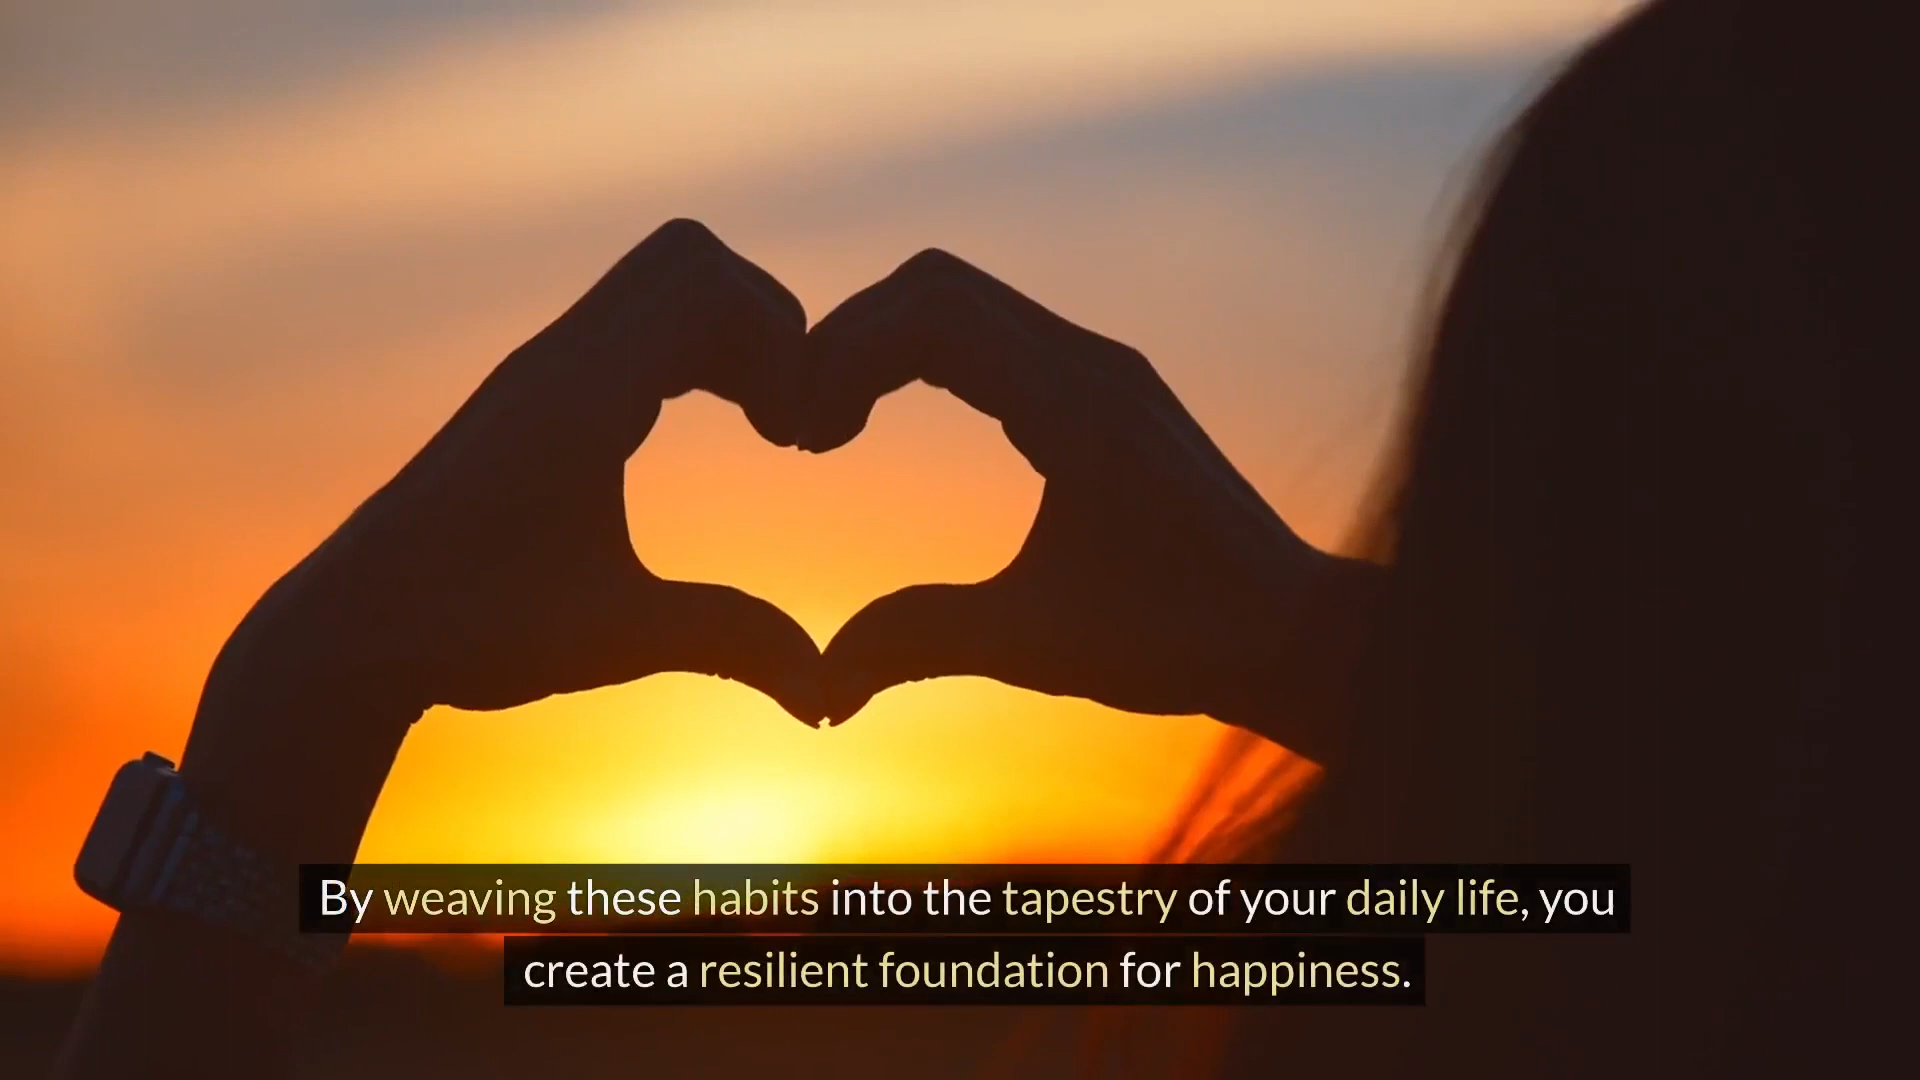 By weaving these habits into the tapestry of your daily life, you
create a resilient foundation for happiness.